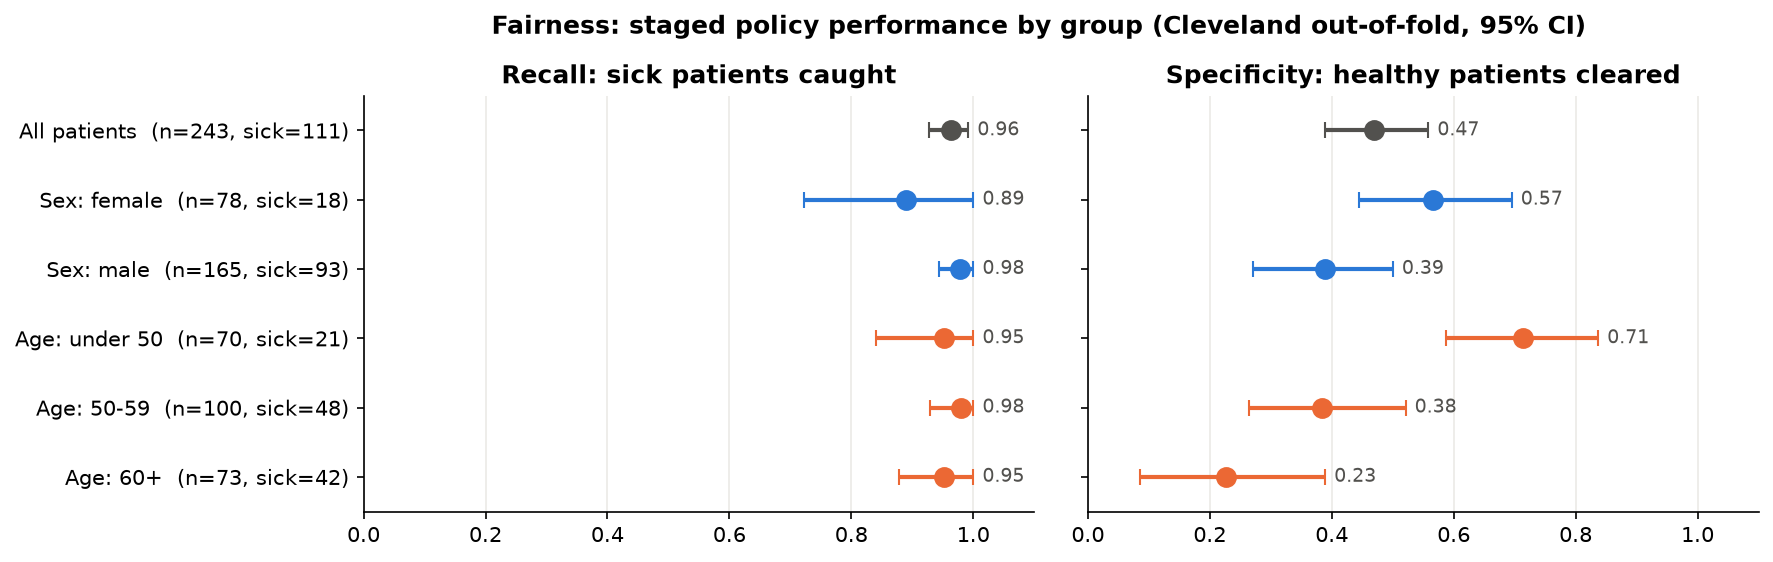 Fairness: staged policy performance by group (Cleveland out-of-fold, 95% CI)
Recall: sick patients caught
Specificity: healthy patients cleared
All patients (n=243, sick=111)
0.96
0.47
Sex: female (n=78, sick=18)
0.89
0.57
Sex: male (n=165, sick=93)
0.98
0.39
Age: under 50 (n=70, sick=21)
0.95
0.71
Age: 50-59 (n=100, sick=48)
0.98
0.38
Age: 60+ (n=73, sick=42)
0.95
0.23
0.0 0.2 0.4 0.6 0.8 1.0
0.0 0.2 0.4 0.6 0.8 1.0